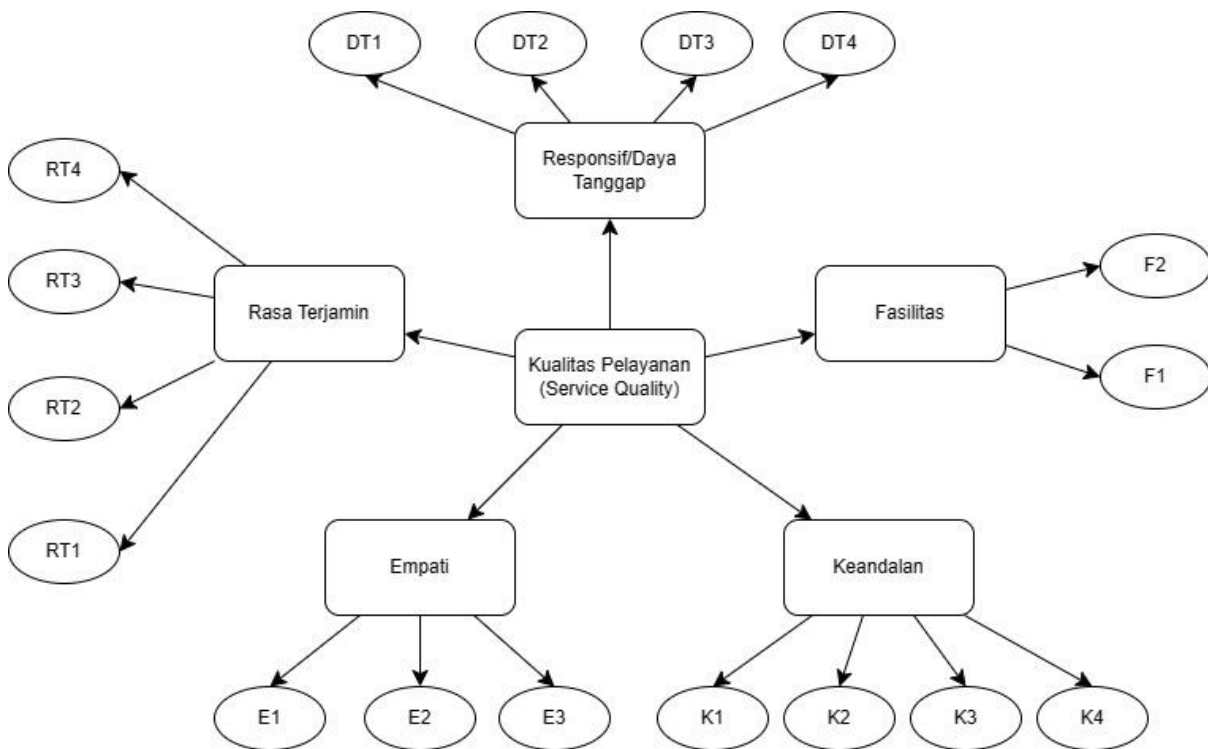 DT1
DT2
DT3
DT4
Responsif/Daya
Tanggap
RT4
RT3
RT2
RT1
Rasa Terjamin
Kualitas Pelayanan
(Service Quality)
Fasilitas
F2
F1
Empati
Keandalan
E1
E2
E3
K1
K2
K3
K4